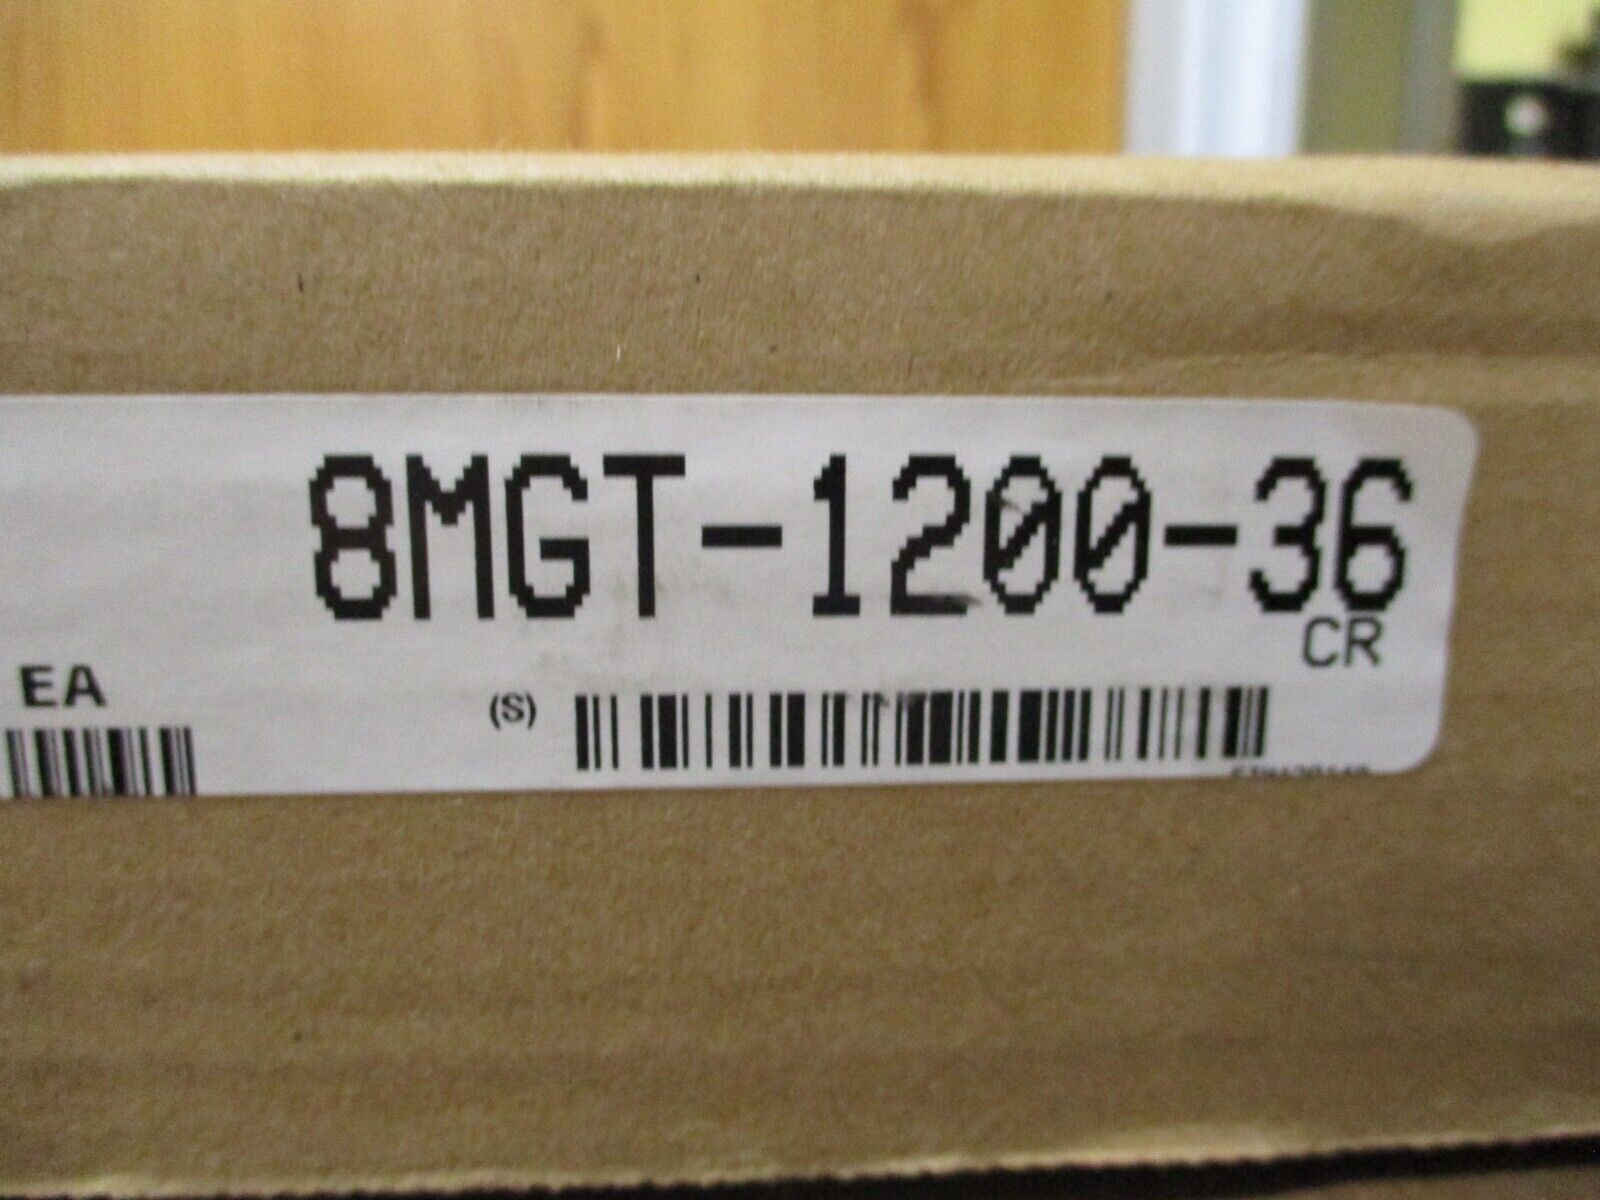 8MGT-1200-36
CR
EA
(S)